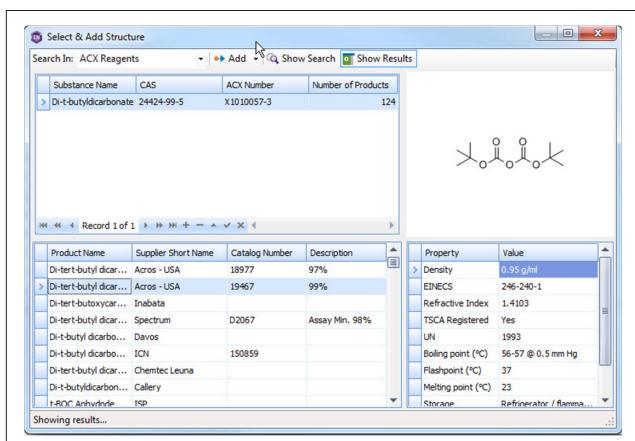 Select & Add Structure
Search In: ACX Reagents Add Show Search Show Results
Substance Name CAS ACX Number Number of Products
Di-t-butyldicarbonate 24424-99-5 X1010057-3 124
O O
O O O
Record 1 of 1
Product Name Supplier Short Name Catalog Number Description
Di-tert-butyl dicar... Acros - USA 18977 97%
Di-tert-butyl dicar... Acros - USA 19467 99%
Di-tert-butoxycar... Inabata
Di-tert-butyl dicar... Spectrum D2067 Assay Min. 98%
Di-t-butyl dicarbo... Davos
Di-t-butyl dicarbo... ICN 150859
Di-tert-butyl dicar... Chemtec Leuna
Di-t-butyldicarbon... Callery
t-BOC Anhydride ISP
Property Value
Density 0.95 g/ml
EINECS 246-240-1
Refractive Index 1.4103
TSCA Registered Yes
UN 1993
Boiling point (ºC) 56-57 @ 0.5 mm Hg
Flashpoint (ºC) 37
Melting point (ºC) 23
Storage Refrigerator / flamma...
Showing results...